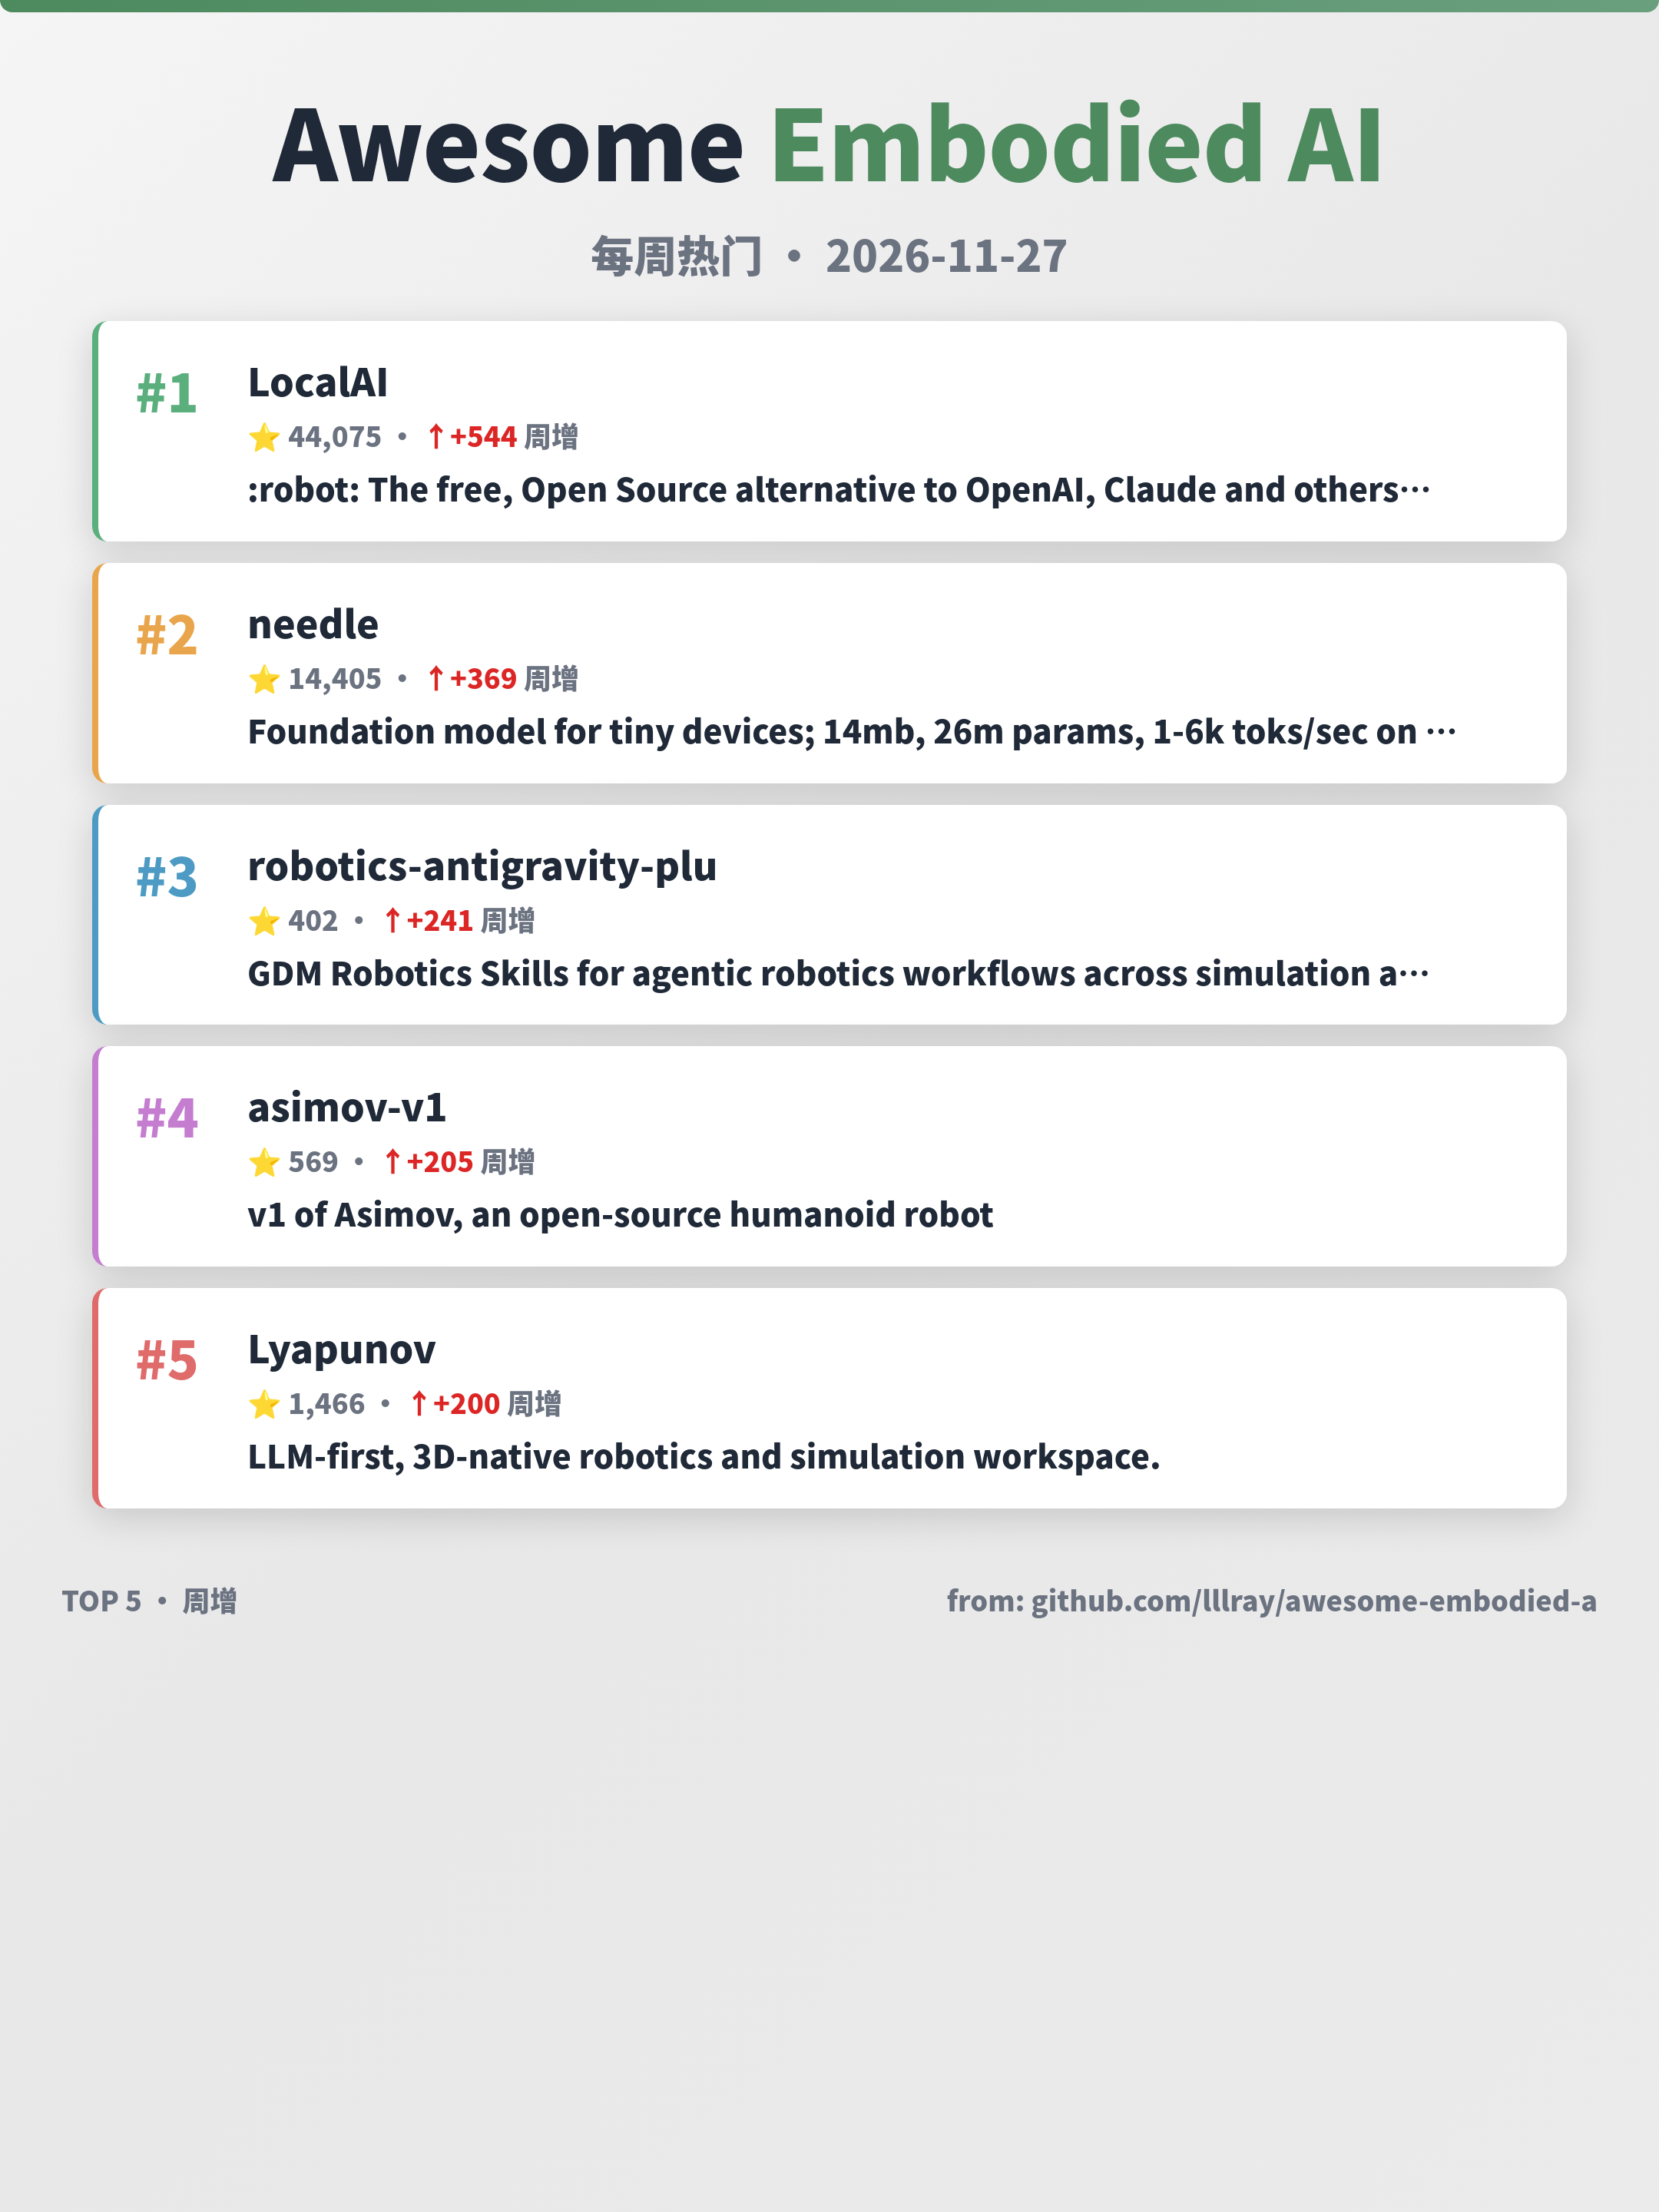 Awesome Embodied AI
每周热门 • 2026-11-27
#1
LocalAI
⭐ 44,075 • ↑+544 周增
:robot: The free, Open Source alternative to OpenAI, Claude and others…
#2
needle
⭐ 14,405 • ↑+369 周增
Foundation model for tiny devices; 14mb, 26m params, 1-6k toks/sec on …
#3
robotics-antigravity-plu
⭐ 402 • ↑+241 周增
GDM Robotics Skills for agentic robotics workflows across simulation a…
#4
asimov-v1
⭐ 569 • ↑+205 周增
v1 of Asimov, an open-source humanoid robot
#5
Lyapunov
⭐ 1,466 • ↑+200 周增
LLM-first, 3D-native robotics and simulation workspace.
TOP 5 • 周增
from: github.com/lllray/awesome-embodied-a